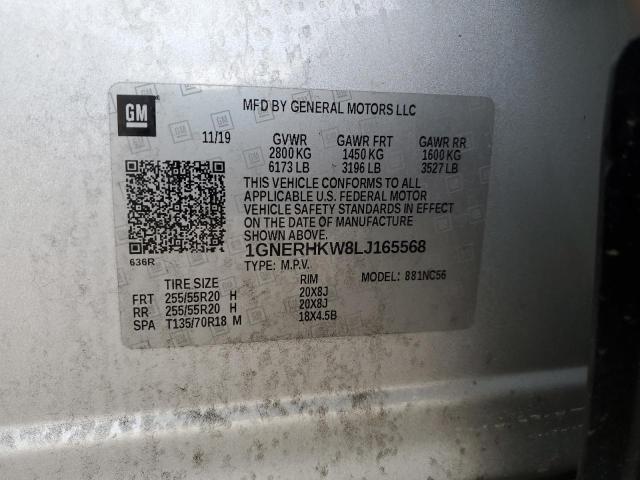 GM
MFD BY GENERAL MOTORS LLC
11/19 GVWR GAWR FRT GAWR RR
2800 KG 1450 KG 1600 KG
6173 LB 3196 LB 3527 LB
THIS VEHICLE CONFORMS TO ALL
APPLICABLE U.S. FEDERAL MOTOR
VEHICLE SAFETY STANDARDS IN EFFECT
ON THE DATE OF MANUFACTURE
SHOWN ABOVE.
636R
1GNERHKW8LJ165568
TYPE: M.P.V. MODEL: 881NC56
TIRE SIZE RIM
FRT 255/55R20 H 20X8J
RR 255/55R20 H 20X8J
SPA T135/70R18 M 18X4.5B